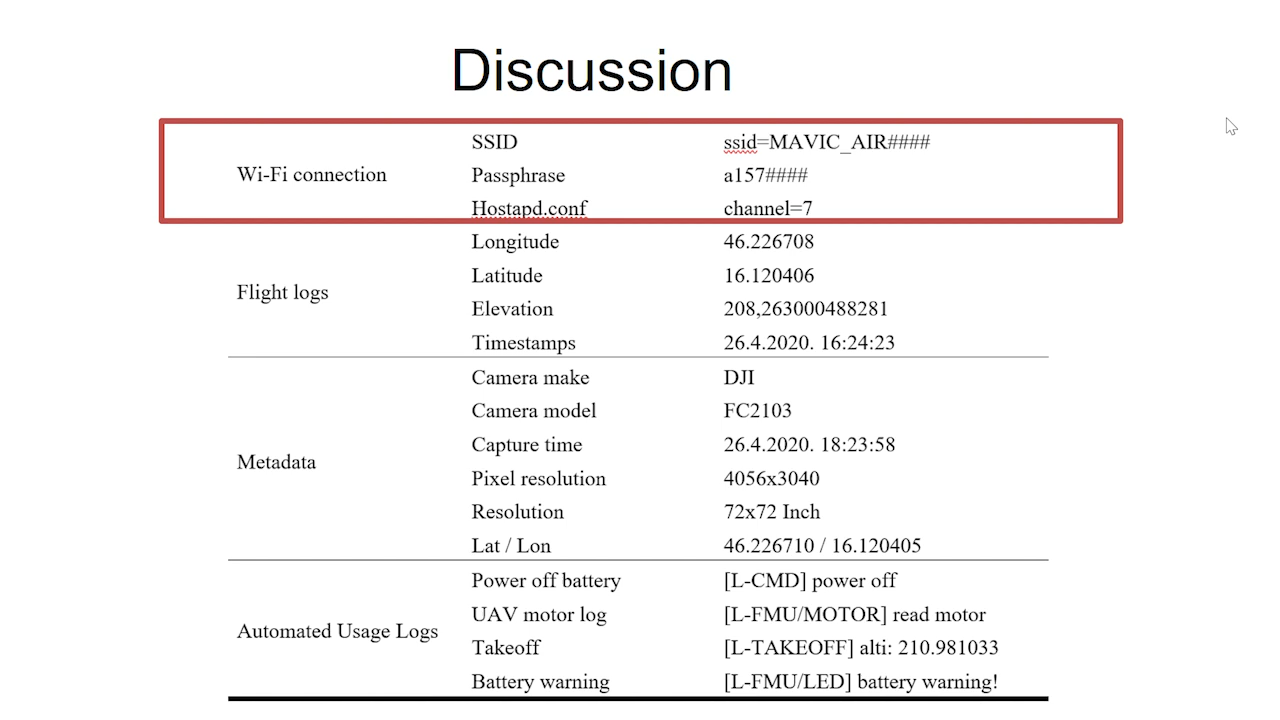 Discussion
SSID ssid=MAVIC_AIR####
Wi-Fi connection Passphrase a157####
Hostapd.conf channel=7
Longitude 46.226708
Latitude 16.120406
Flight logs
Elevation 208,263000488281
Timestamps 26.4.2020. 16:24:23
Camera make DJI
Camera model FC2103
Capture time 26.4.2020. 18:23:58
Metadata
Pixel resolution 4056x3040
Resolution 72x72 Inch
Lat / Lon 46.226710 / 16.120405
Power off battery [L-CMD] power off
UAV motor log [L-FMU/MOTOR] read motor
Automated Usage Logs
Takeoff [L-TAKEOFF] alti: 210.981033
Battery warning [L-FMU/LED] battery warning!